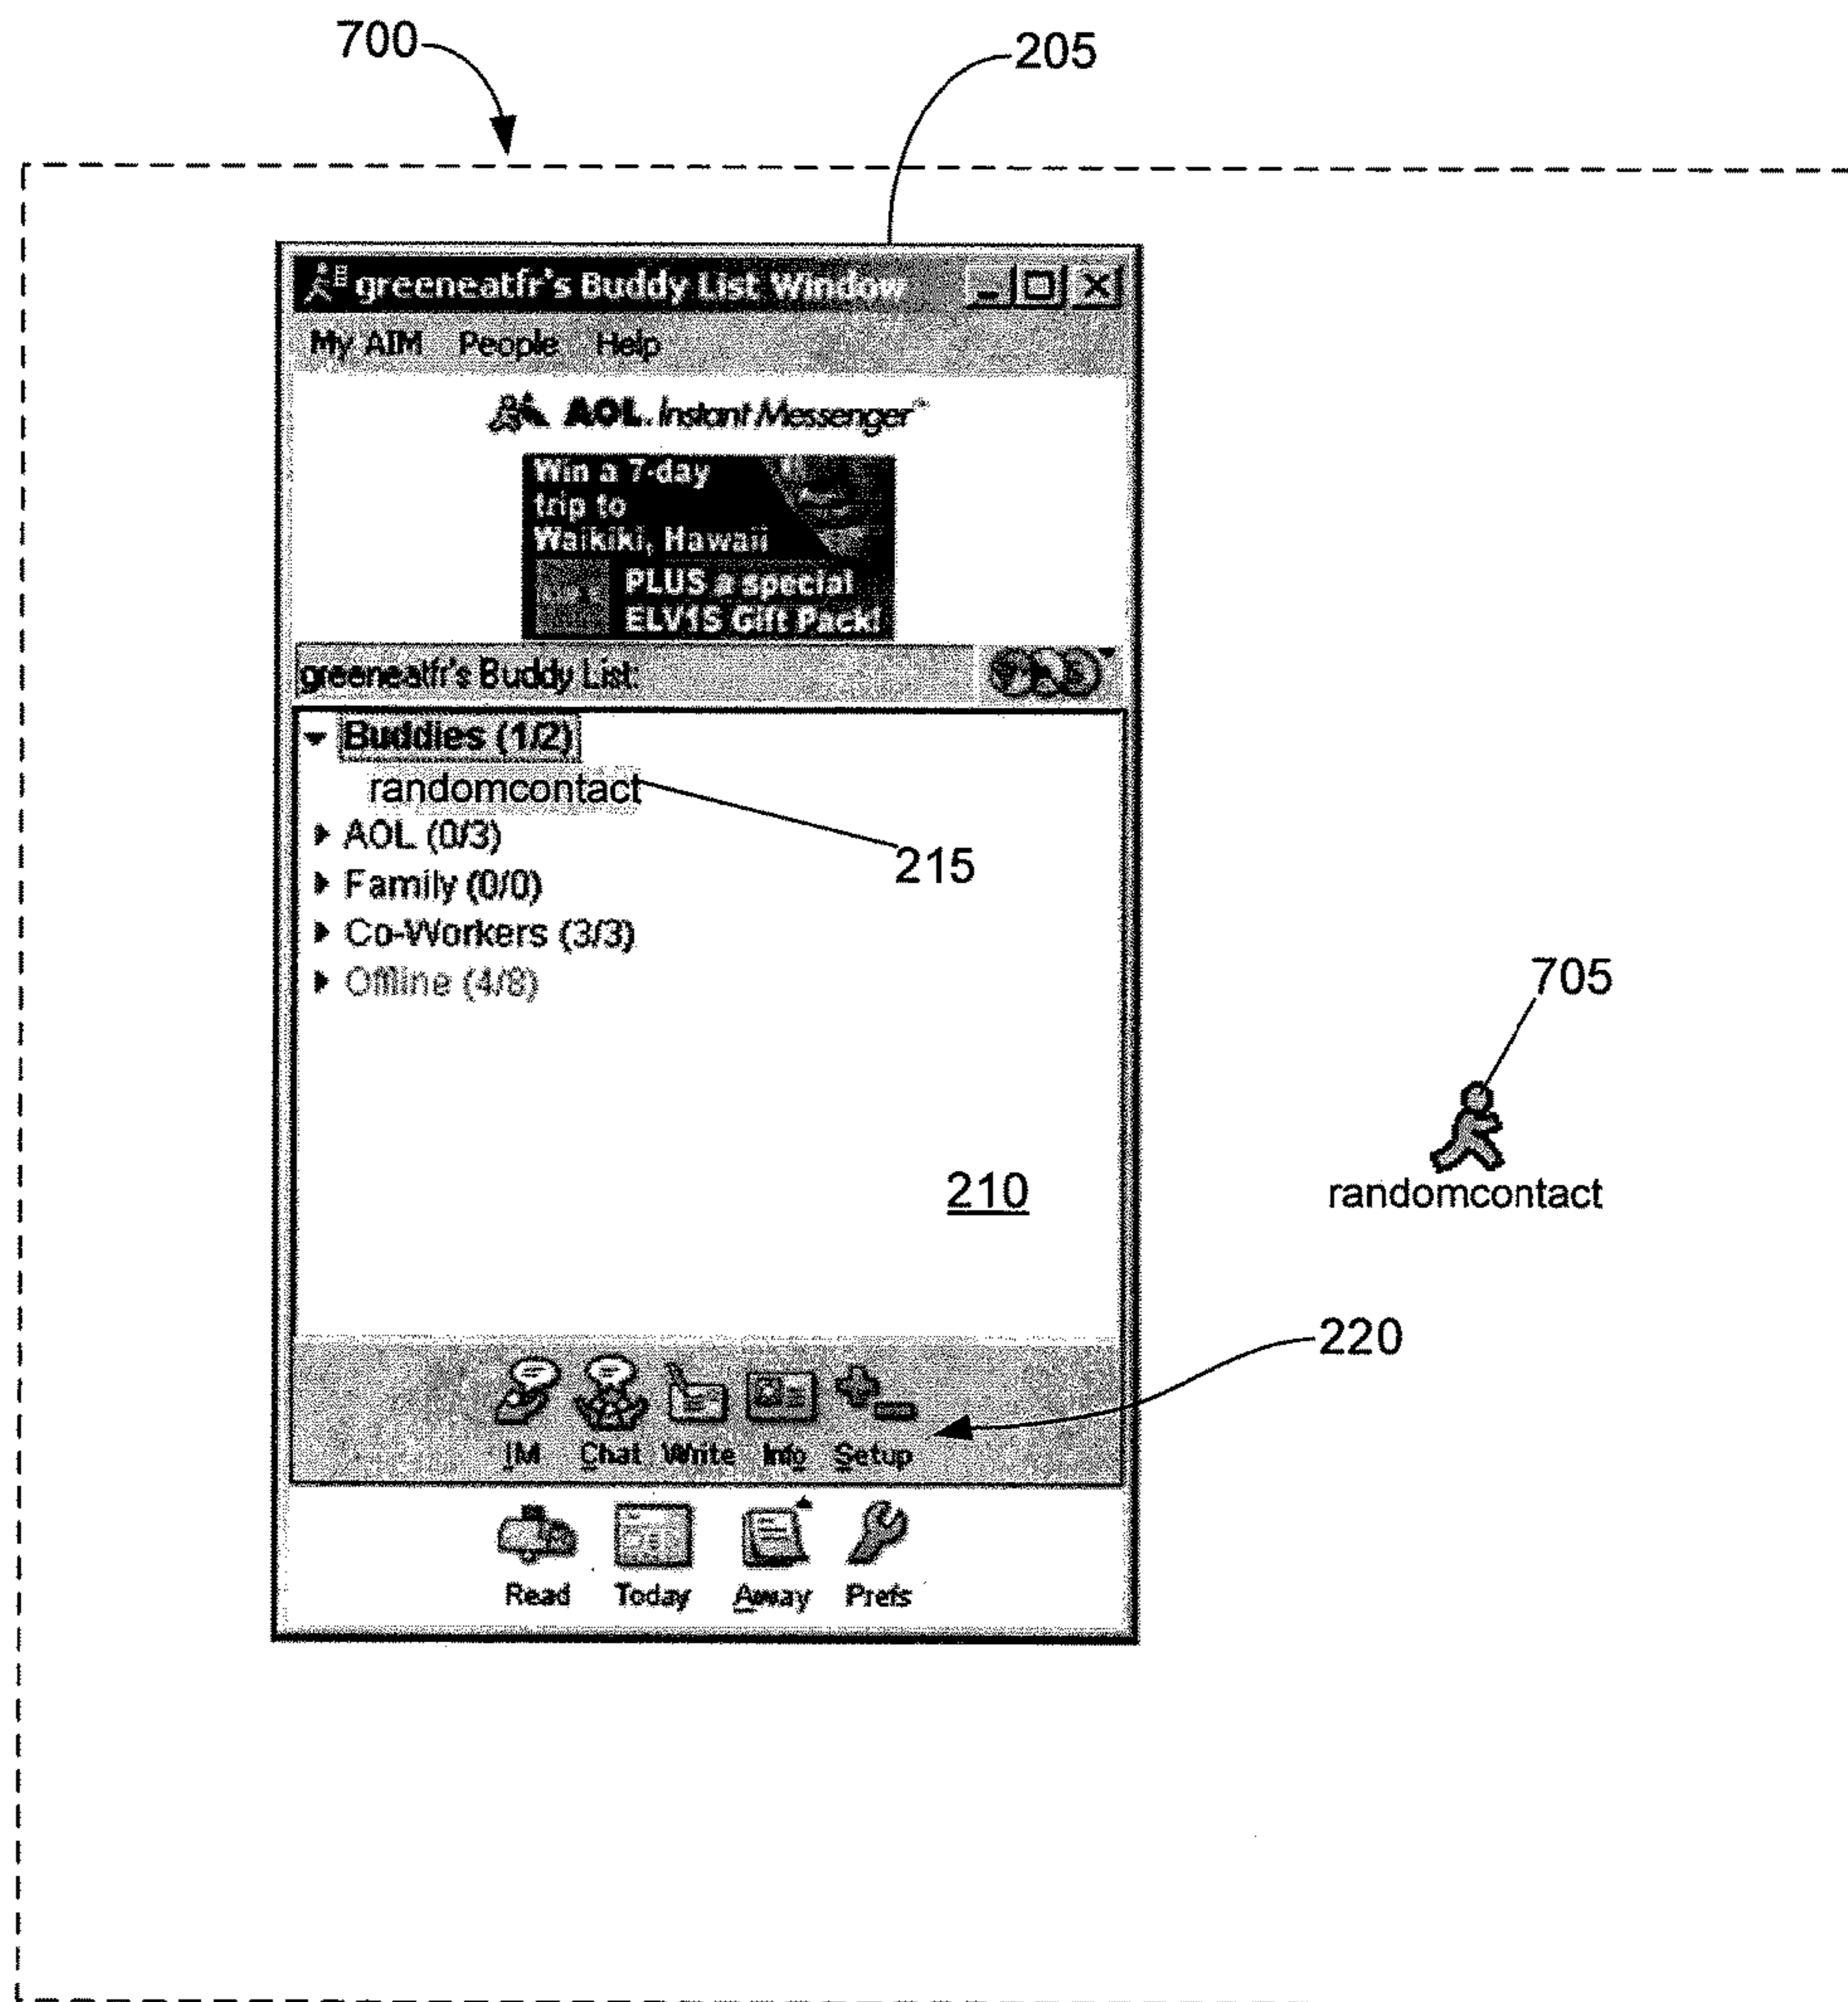 700
205
greeneatfr's Buddy List Window
My AIM People Help
AOL Instant Messenger™
Win a 7-day
trip to
Waikiki, Hawaii
PLUS a special
ELV1S Gift Pack!
greeneatfr's Buddy List:
Buddies (1/2)
randomcontact
AOL (0/3)
215
Family (0/0)
Co-Workers (3/3)
Offline (4/8)
705
randomcontact
210
220
IM Chat Write Info Setup
Read Today Away Prefs